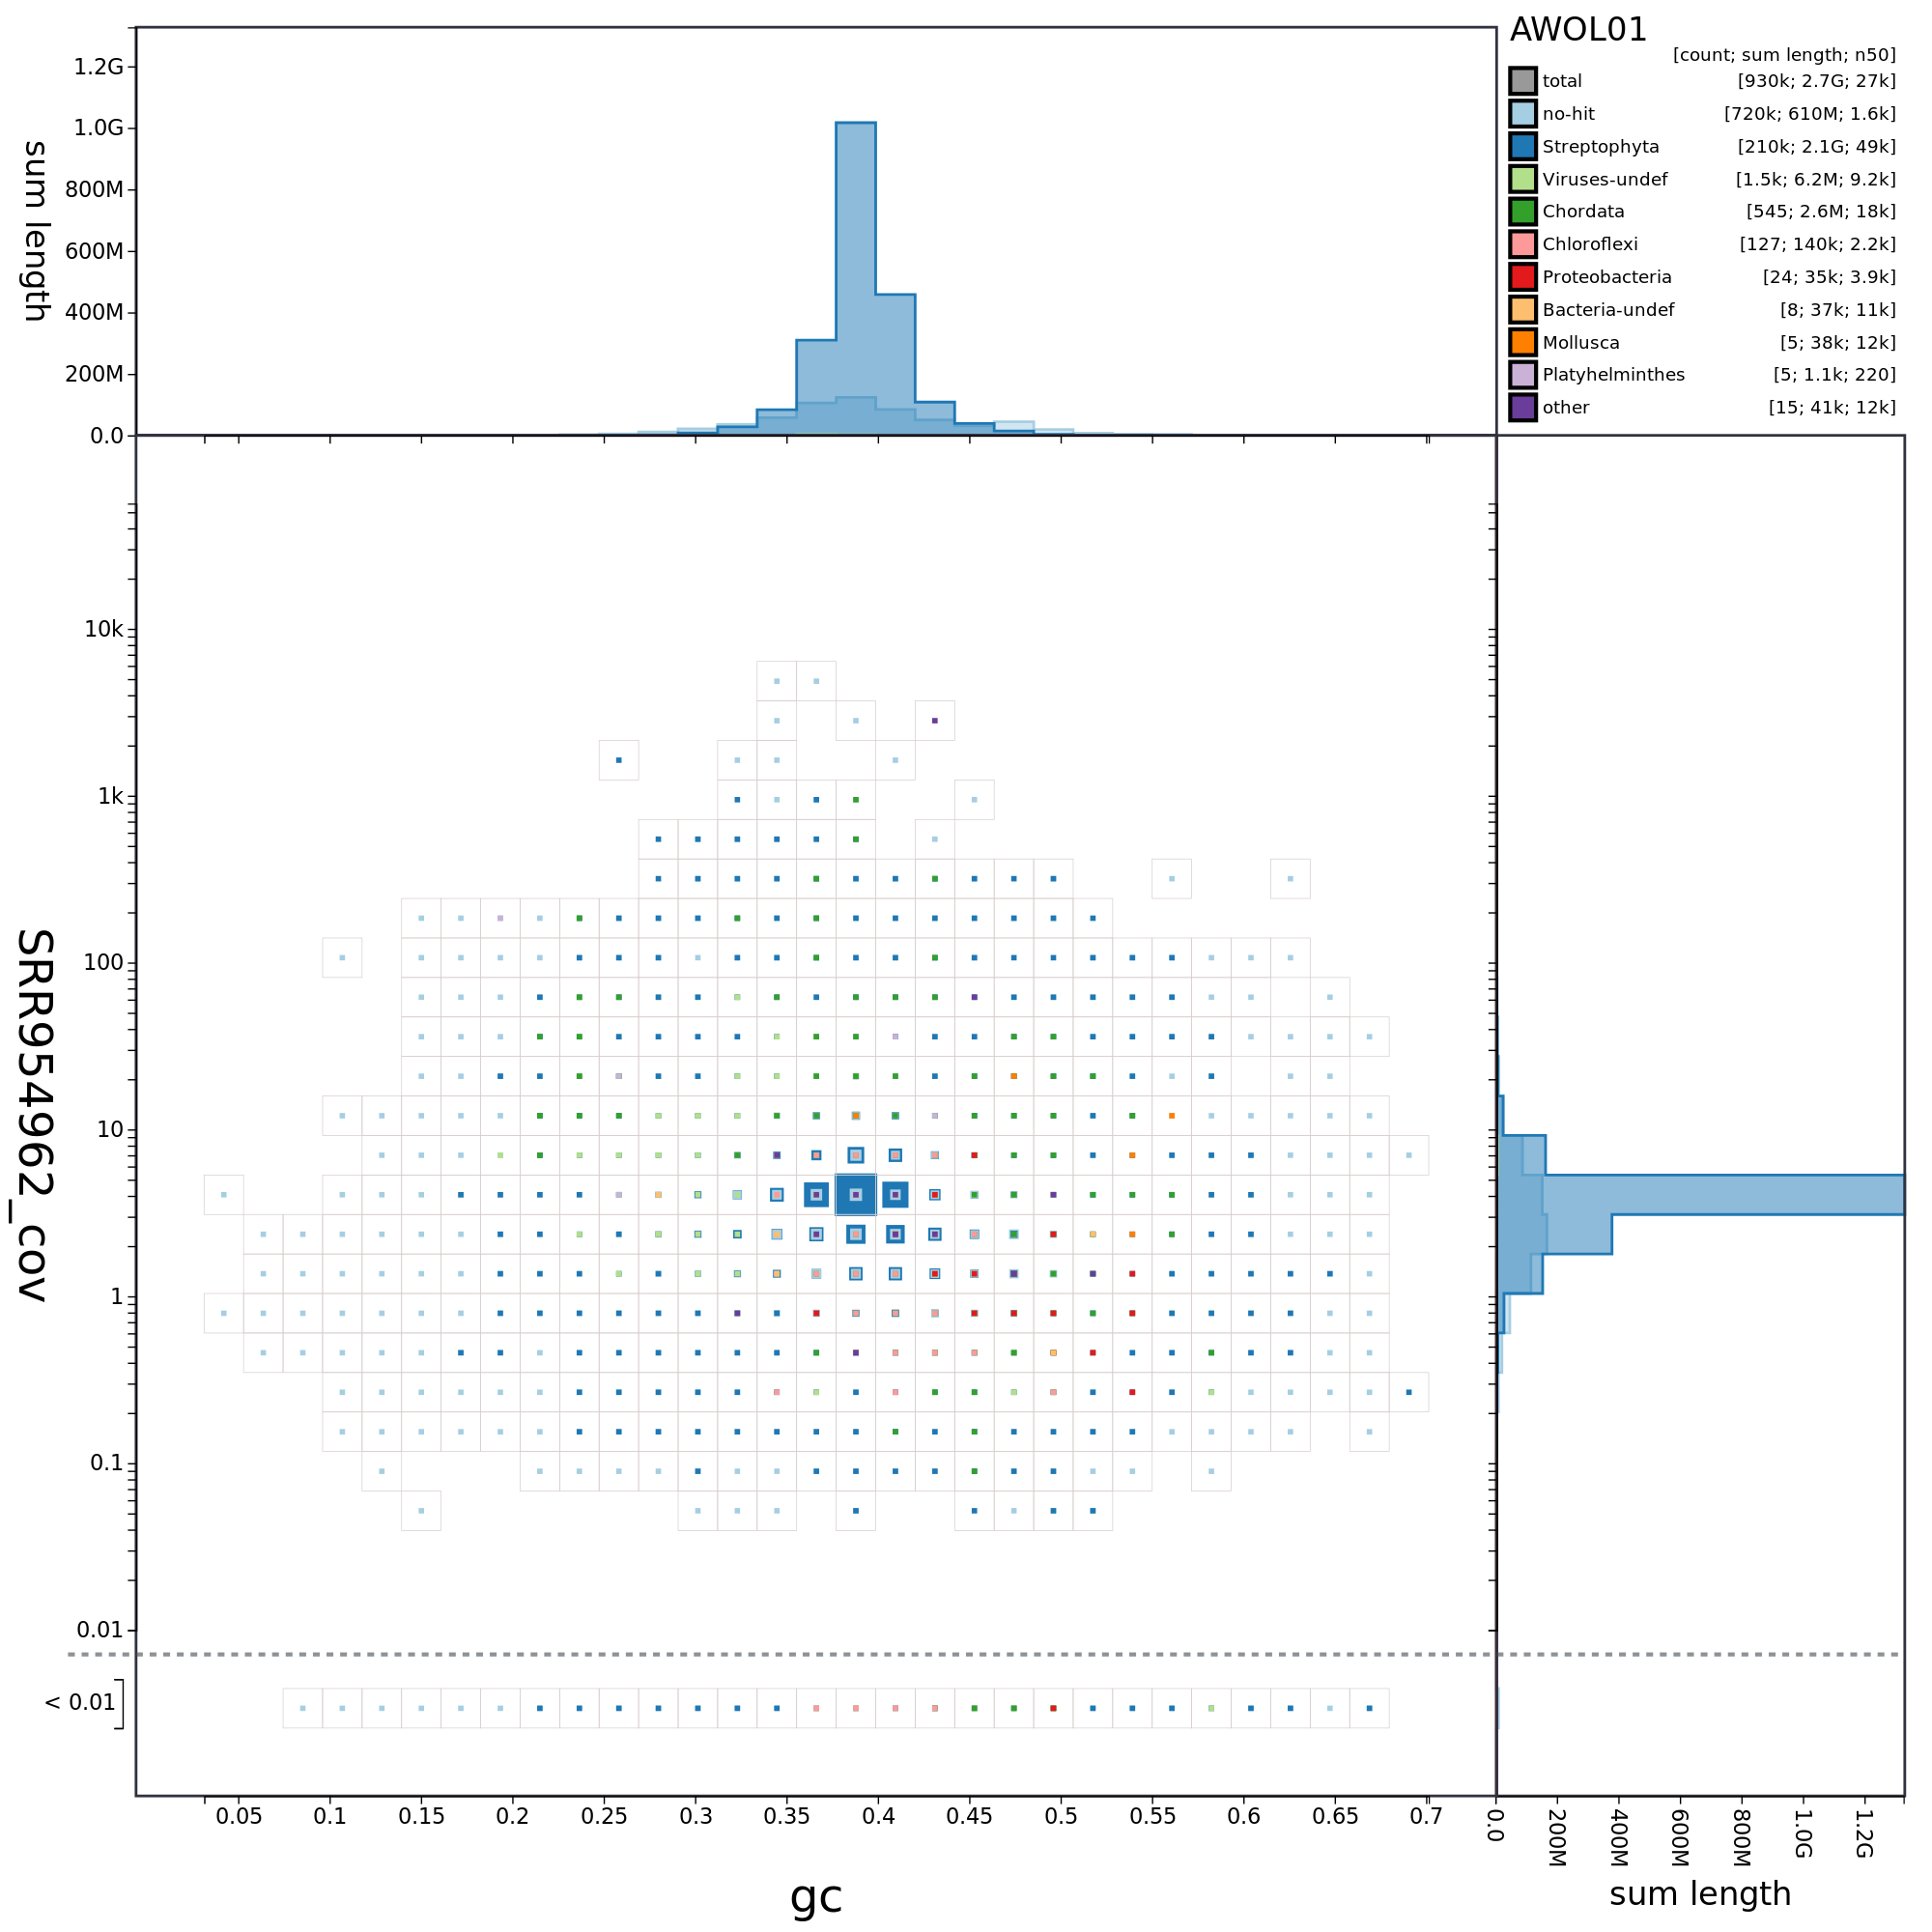 AWOL01
[count; sum length; n50]
total [930k; 2.7G; 27k]
no-hit [720k; 610M; 1.6k]
Streptophyta [210k; 2.1G; 49k]
Viruses-undef [1.5k; 6.2M; 9.2k]
Chordata [545; 2.6M; 18k]
Chloroflexi [127; 140k; 2.2k]
Proteobacteria [24; 35k; 3.9k]
Bacteria-undef [8; 37k; 11k]
Mollusca [5; 38k; 12k]
Platyhelminthes [5; 1.1k; 220]
other [15; 41k; 12k]
sum length
1.2G
1.0G
800M
600M
400M
200M
0.0
SRR954962_cov
10k
1k
100
10
1
0.1
0.01
< 0.01
0.05 0.1 0.15 0.2 0.25 0.3 0.35 0.4 0.45 0.5 0.55 0.6 0.65 0.7
gc
0.0 200M 400M 600M 800M 1.0G 1.2G
sum length